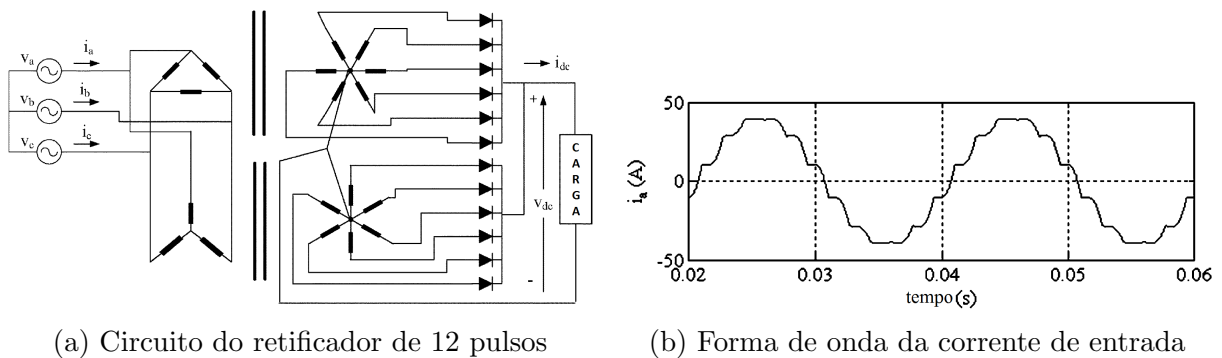 v_a
i_a
v_b
i_b
v_c
i_c
i_dc
+
v_dc
-
CARGA
(a) Circuito do retificador de 12 pulsos
i_a (A)
50
0
-50
0.02
0.03
0.04
0.05
0.06
tempo(s)
(b) Forma de onda da corrente de entrada